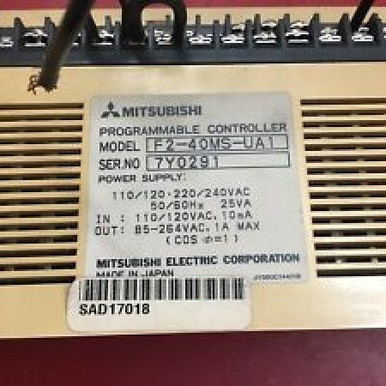 MITSUBISHI
PROGRAMMABLE CONTROLLER
MODEL F2-40MS-UA1
SER.NO 7Y0291
POWER SUPPLY:
110/120-220/240VAC
50/60Hz 25VA
IN : 110/120VAC, 10mA
OUT: 85-264VAC, 1A MAX
(COS φ=1)
MITSUBISHI ELECTRIC CORPORATION
MADE IN JAPAN
SAD17018